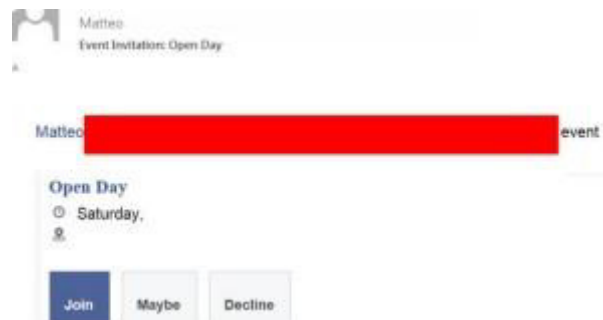 Matteo
Event Invitation: Open Day
Matteo event
Open Day
Saturday,
Join Maybe Decline